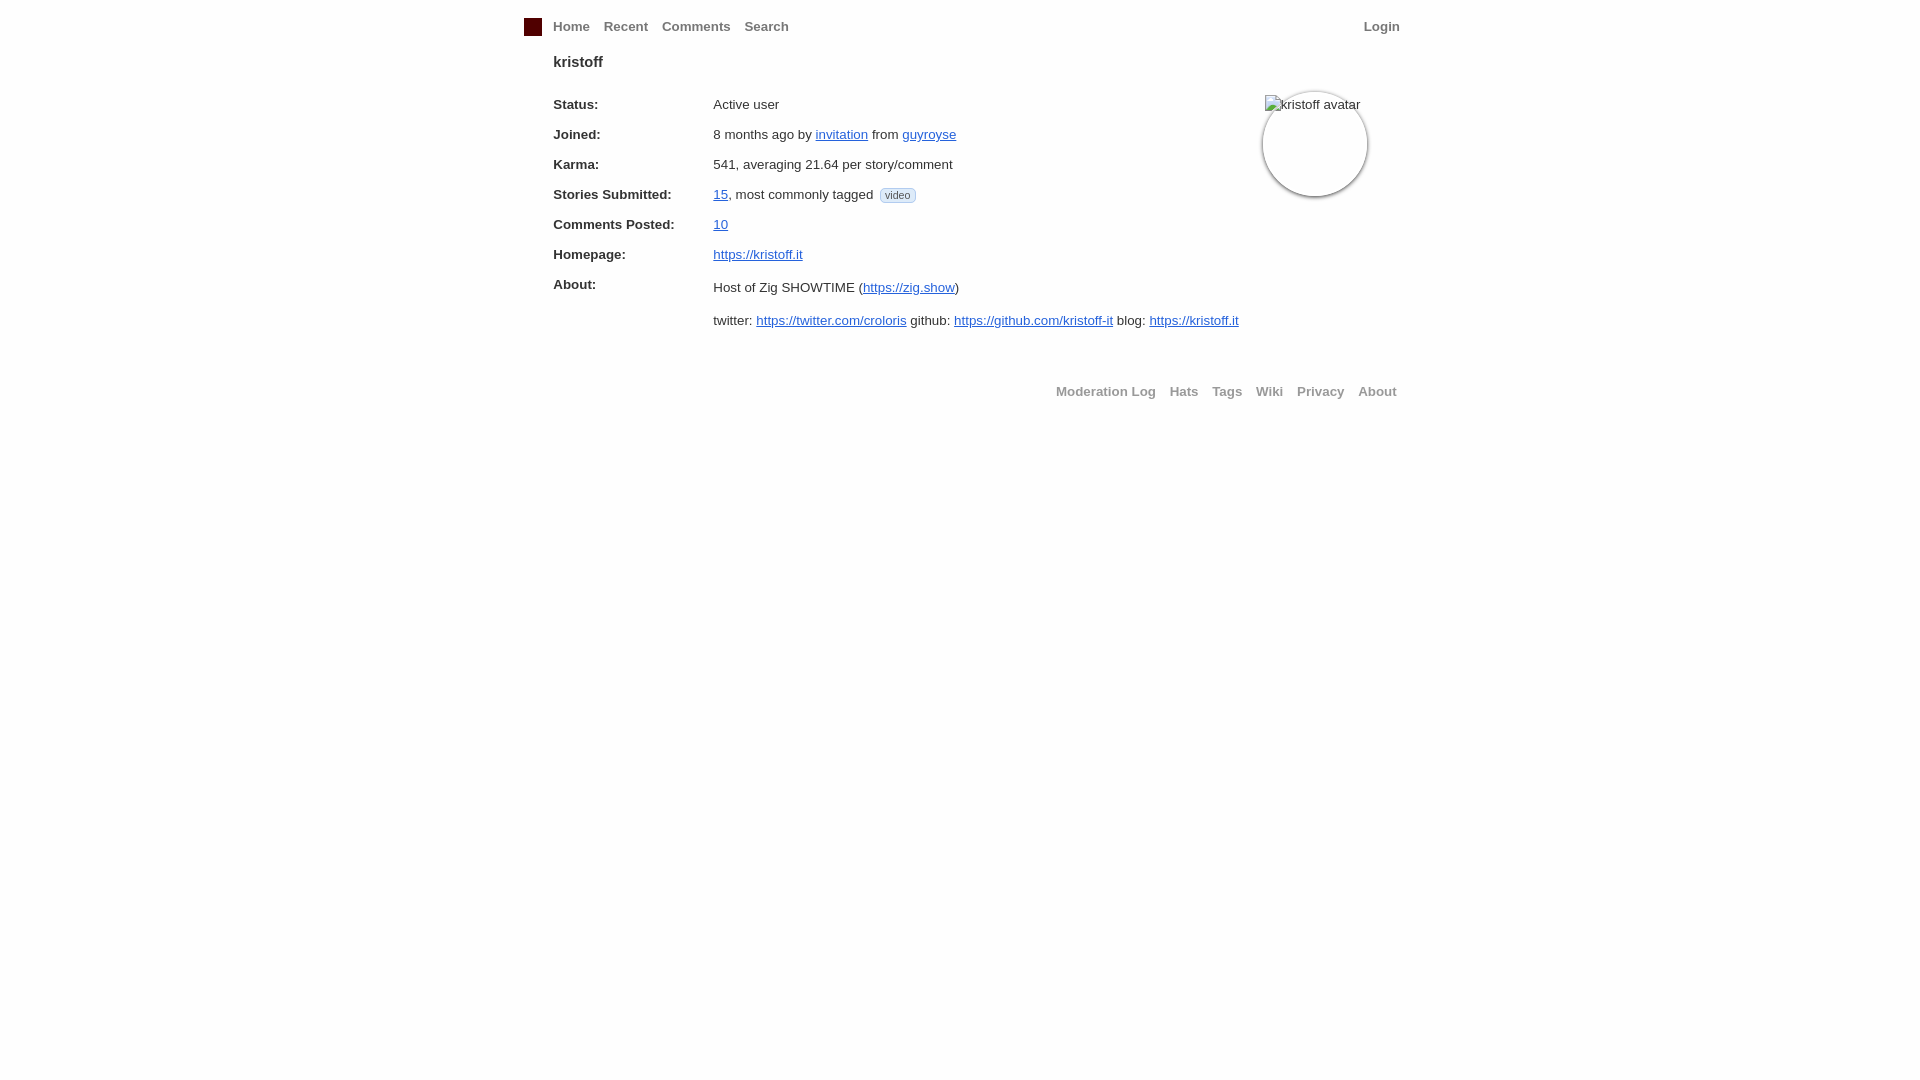 Home Recent Comments Search Login
kristoff
Status: Active user
kristoff avatar
Joined: 8 months ago by invitation from guyroyse
Karma: 541, averaging 21.64 per story/comment
Stories Submitted: 15, most commonly tagged video
Comments Posted: 10
Homepage: https://kristoff.it
About: Host of Zig SHOWTIME (https://zig.show)
twitter: https://twitter.com/croloris github: https://github.com/kristoff-it blog: https://kristoff.it
Moderation Log Hats Tags Wiki Privacy About